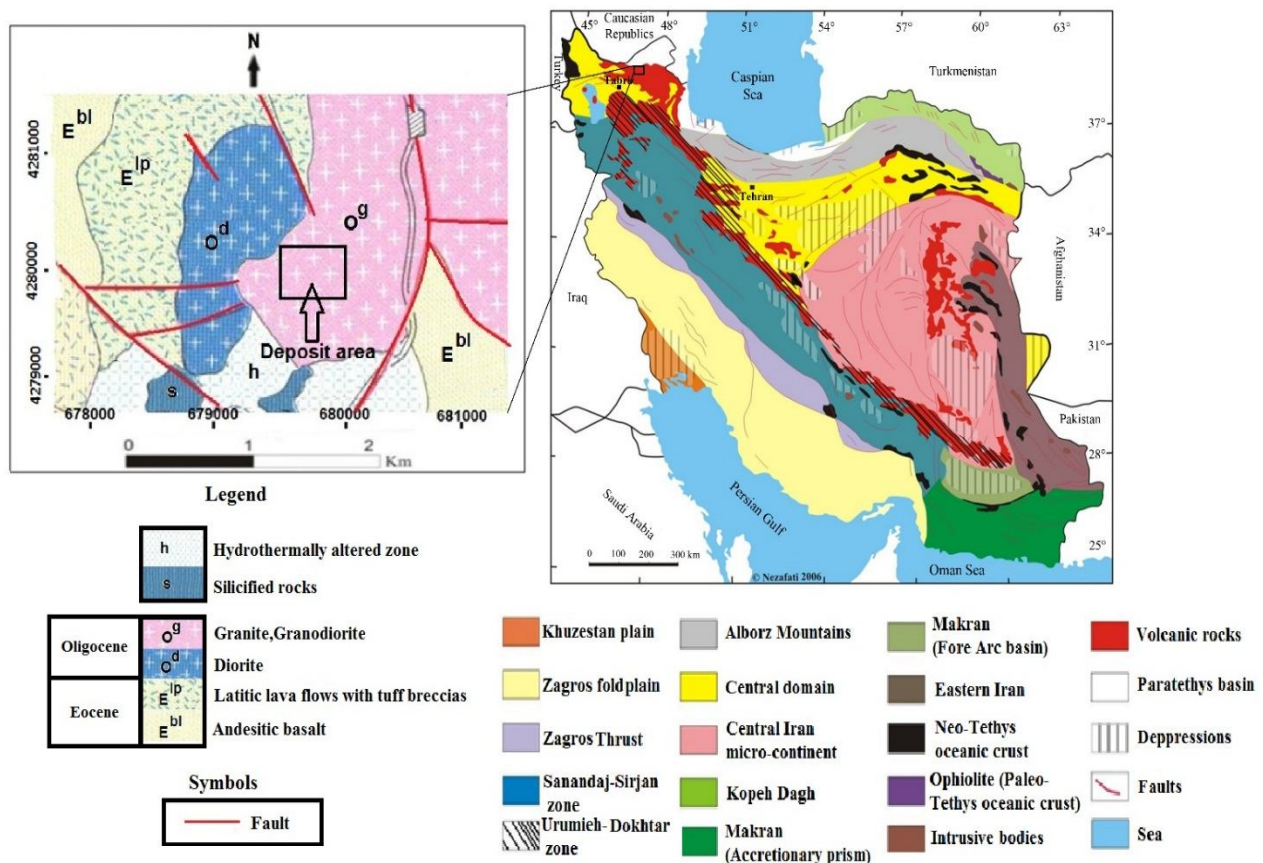 N
E bl
E lp
O d
O g
Deposit area
h
s
E bl
4281000
4280000
4279000
678000
679000
680000
681000
0 1 2
Km
Legend
h Hydrothermally altered zone
s Silicified rocks
Oligocene
O g Granite,Granodiorite
O d Diorite
Eocene
E lp Latitic lava flows with tuff breccias
E bl Andesitic basalt
Symbols
Fault
45° 48° 51° 54° 57° 60° 63°
Caucasian
Republics
Turkey
Caspian
Sea
Turkmenistan
Tehran
37°
34°
31°
28°
25°
Afghanistan
Iraq
Pakistan
Saudi Arabia
Persian Gulf
Oman Sea
0 100 200 300 km
© Nezafati 2006
Khuzestan plain
Zagros fold plain
Zagros Thrust
Sanandaj-Sirjan
zone
Urumieh-Dokhtar
zone
Alborz Mountains
Central domain
Central Iran
micro-continent
Kopeh Dagh
Makran
(Accretionary prism)
Makran
(Fore Arc basin)
Eastern Iran
Neo-Tethys
oceanic crust
Ophiolite (Paleo-
Tethys oceanic crust)
Intrusive bodies
Volcanic rocks
Paratethys basin
Deppressions
Faults
Sea